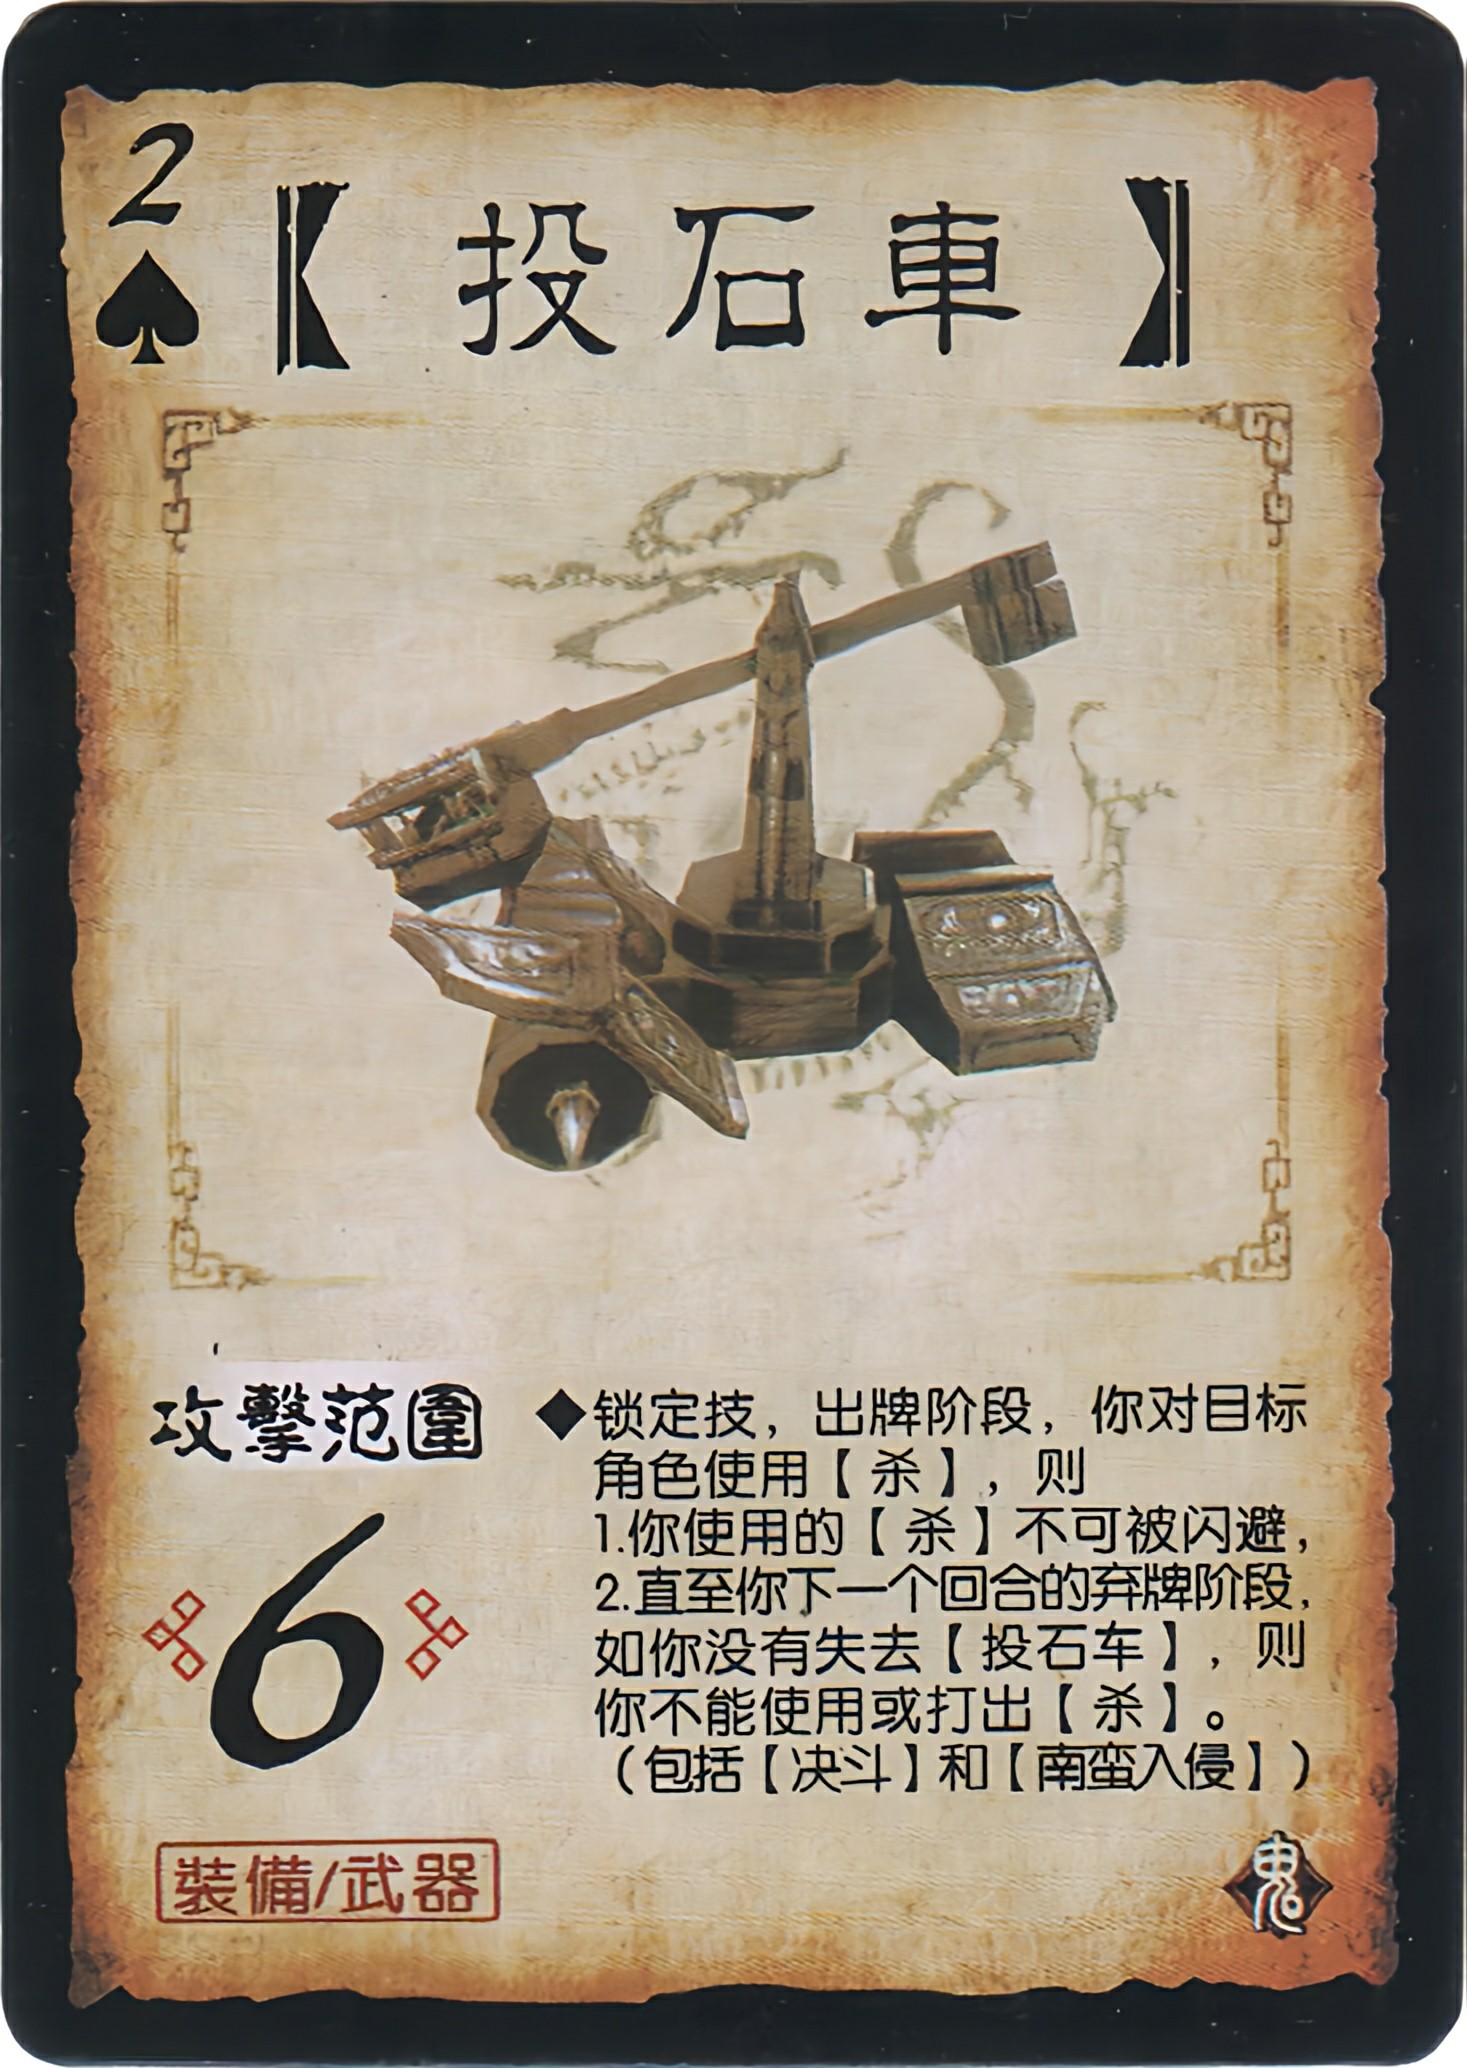 2
【投石車】
攻擊范圍
6
◆锁定技，出牌阶段，你对目标
角色使用【杀】，则
1.你使用的【杀】不可被闪避，
2.直至你下一个回合的弃牌阶段，
如你没有失去【投石车】，则
你不能使用或打出【杀】。
（包括【决斗】和【南蛮入侵】）
裝備/武器
鬼